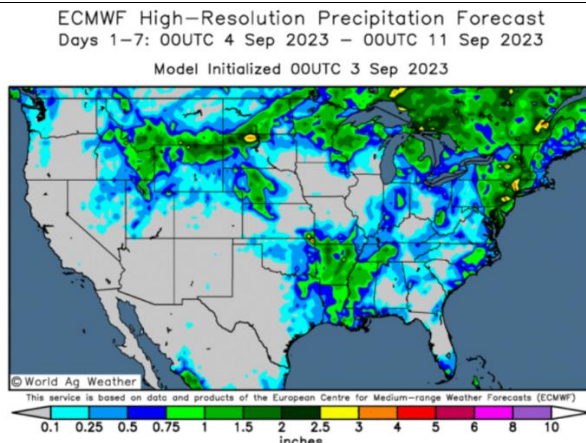 ECMWF High-Resolution Precipitation Forecast
Days 1-7: 00UTC 4 Sep 2023 - 00UTC 11 Sep 2023
Model Initialized 00UTC 3 Sep 2023
© World Ag Weather
This service is based on data and products of the European Centre for Medium-range Weather Forecasts (ECMWF)
0.1 0.25 0.5 0.75 1 1.5 2 2.5 3 4 5 6 8 10
inches